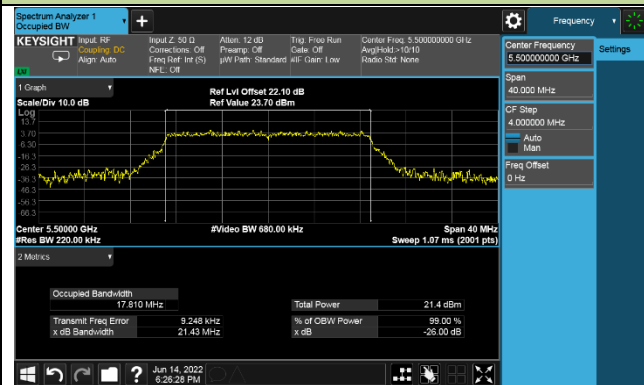 Spectrum Analyzer 1
Occupied BW
Frequency
KEYSIGHT
Input: RF
Coupling: DC
Align: Auto
Input Z: 50 Ω
Corrections: Off
Freq Ref: Int (S)
NFE: Off
Atten: 12 dB
Preamp: Off
µW Path: Standard
Trig: Free Run
Gate: Off
#IF Gain: Low
Center Freq: 5.500000000 GHz
Avg|Hold:>10/10
Radio Std: None
Center Frequency
5.500000000 GHz
Settings
Span
40.000 MHz
CF Step
4.000000 MHz
Auto
Man
Freq Offset
0 Hz
1 Graph
Scale/Div 10.0 dB
Ref Lvl Offset 22.10 dB
Ref Value 23.70 dBm
Log
13.7
3.70
-6.30
-16.3
-26.3
-36.3
-46.3
-56.3
-66.3
Center 5.50000 GHz
#Res BW 220.00 kHz
#Video BW 680.00 kHz
Span 40 MHz
Sweep 1.07 ms (2001 pts)
2 Metrics
Occupied Bandwidth
17.810 MHz
Total Power 21.4 dBm
Transmit Freq Error 9.248 kHz
% of OBW Power 99.00 %
x dB Bandwidth 21.43 MHz
x dB -26.00 dB
?
Jun 14, 2022
6:26:28 PM